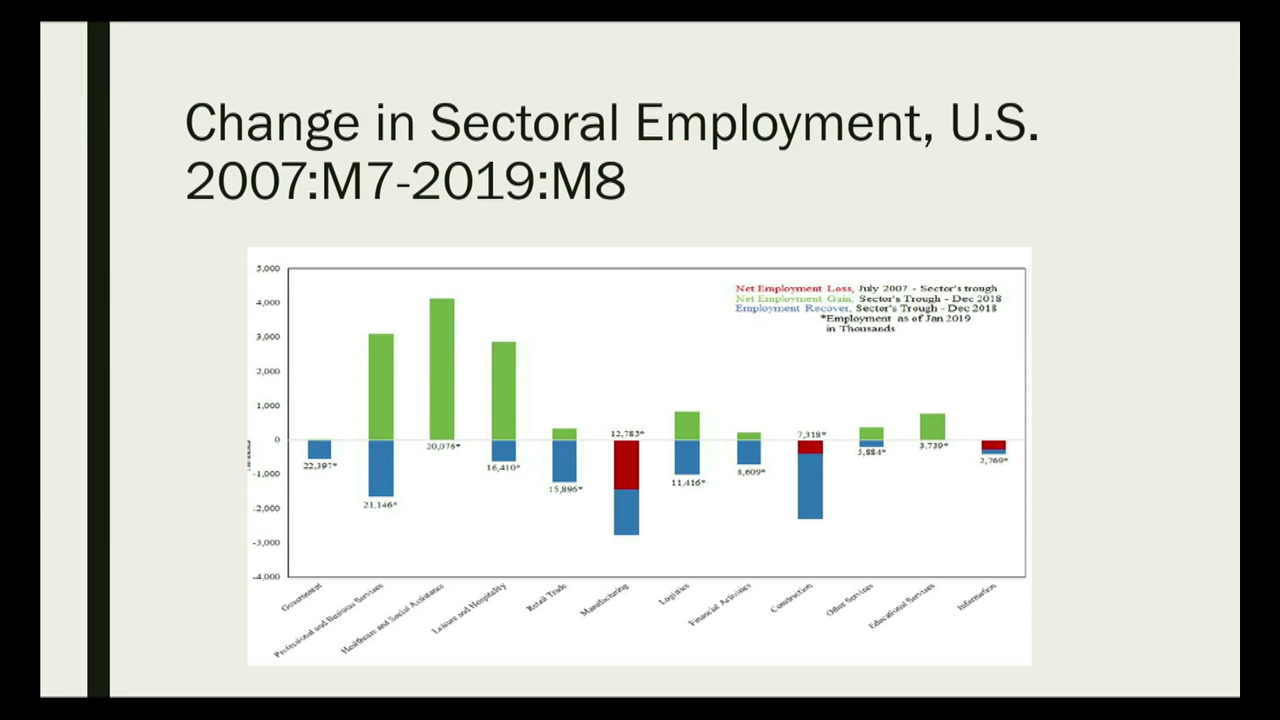 Change in Sectoral Employment, U.S.
2007:M7-2019:M8
5,000
4,000
3,000
2,000
1,000
0
-1,000
-2,000
-3,000
-4,000
Net Employment Loss, July 2007 - Sector's trough
Net Employment Gain, Sector's Trough - Dec 2018
Employment Recover, Sector's Trough - Dec 2018
*Employment as of Jan 2019
in Thousands
22,397*
21,146*
20,076*
16,410*
15,896*
12,783*
11,416*
8,609*
7,318*
5,884*
3,739*
2,769*
Government
Professional and Business Services
Healthcare and Social Assistance
Leisure and Hospitality
Retail Trade
Manufacturing
Logistics
Financial Activities
Construction
Other Services
Educational Services
Information